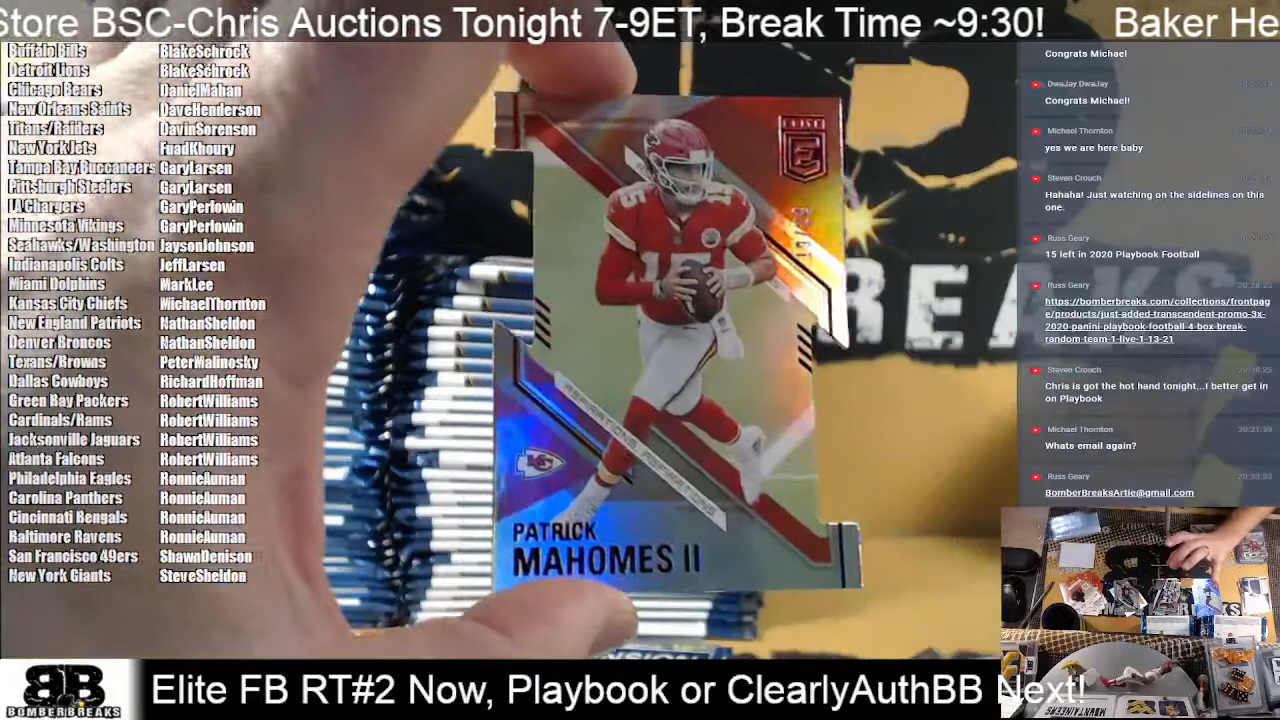 Store BSC-Chris Auctions Tonight 7-9ET, Break Time ~9:30! Baker He
Buffalo Bills BlakeSchrock
Detroit Lions BlakeSchrock
Chicago Bears DanielMahan
New Orleans Saints DaveHenderson
Titans/Raiders DavinSorenson
New York Jets FuadKhoury
Tampa Bay Buccaneers GaryLarsen
Pittsburgh Steelers GaryLarsen
LA Chargers GaryPerlowin
Minnesota Vikings GaryPerlowin
Seahawks/Washington JaysonJohnson
Indianapolis Colts JeffLarsen
Miami Dolphins MarkLee
Kansas City Chiefs MichaelThornton
New England Patriots NathanSheldon
Denver Broncos NathanSheldon
Texans/Browns PeterMalinosky
Dallas Cowboys RichardHoffman
Green Bay Packers RobertWilliams
Cardinals/Rams RobertWilliams
Jacksonville Jaguars RobertWilliams
Atlanta Falcons RobertWilliams
Philadelphia Eagles RonnieAuman
Carolina Panthers RonnieAuman
Cincinnati Bengals RonnieAuman
Baltimore Ravens RonnieAuman
San Francisco 49ers ShawnDenison
New York Giants SteveSheldon
E
15
15
ASPIRATIONS ASPIRATIONS
PATRICK
MAHOMES II
BREA
Congrats Michael
DwaJay DwaJay
Congrats Michael!
Michael Thornton
yes we are here baby
Steven Crouch
Hahaha! Just watching on the sidelines on this
one.
Russ Geary
15 left in 2020 Playbook Football
Russ Geary
https://bomberbreaks.com/collections/frontpag
e/products/just-added-transcendent-promo-3x-
2020-panini-playbook-football-4-box-break-
random-team-1-live-1-13-21
Steven Crouch
Chris is got the hot hand tonight...I better get in
on Playbook
Michael Thornton
Whats email again?
Russ Geary
BomberBreaksArtie@gmail.com
MOUNTAINEERS
BB
BOMBERBREAKS
Elite FB RT#2 Now, Playbook or ClearlyAuthBB Next!